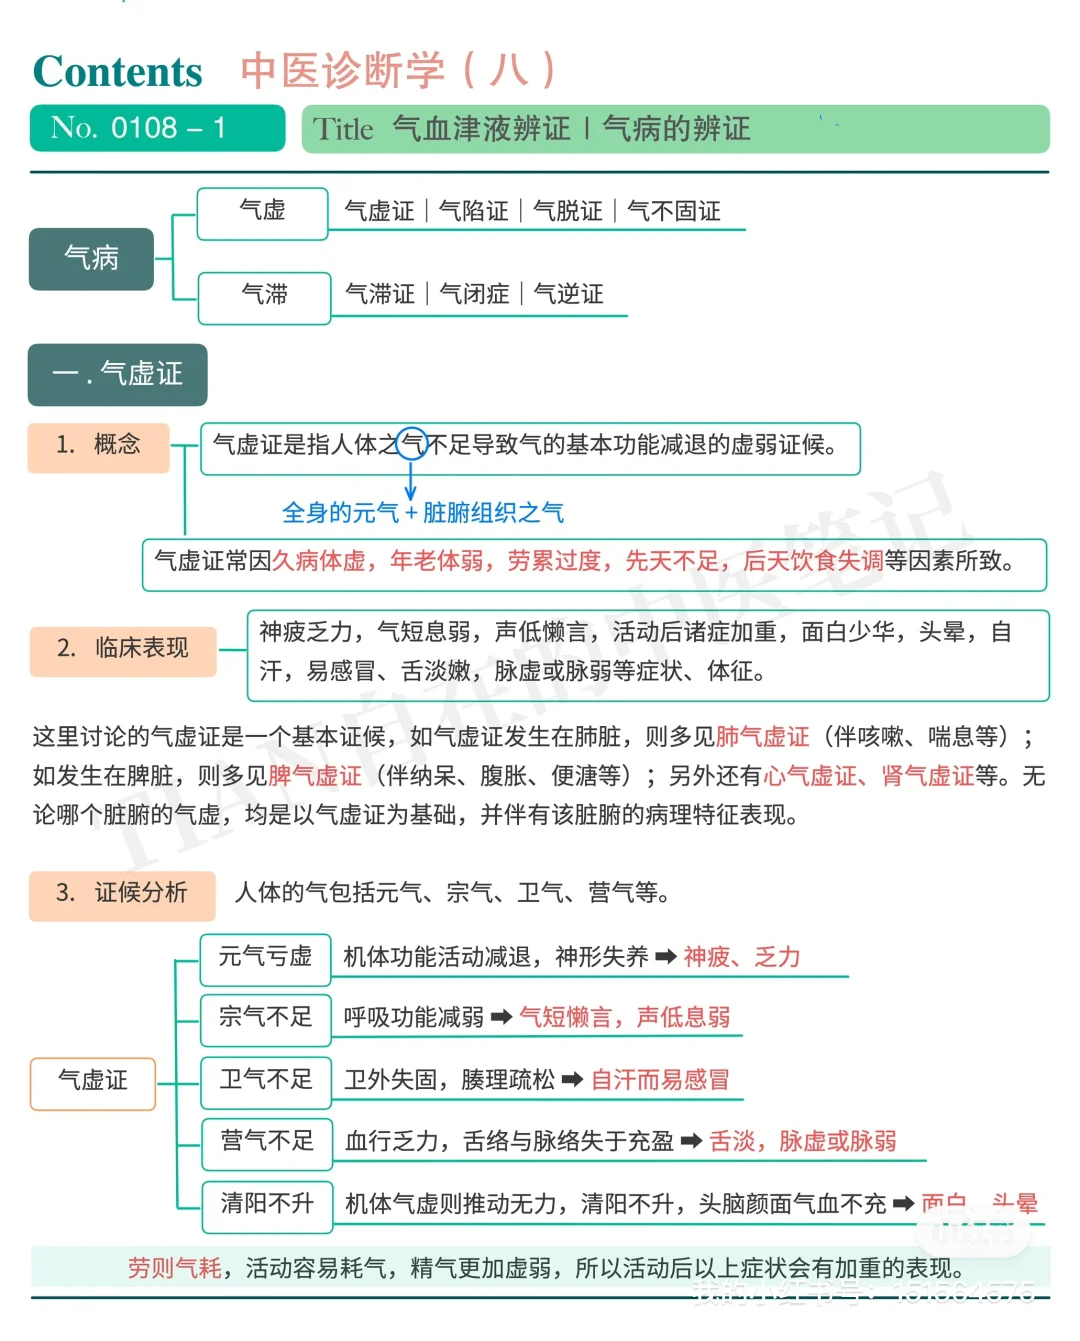 Contents 中医诊断学（八）
No. 0108 – 1 Title 气血津液辨证 | 气病的辨证
气虚 气虚证｜气陷证｜气脱证｜气不固证
气病
气滞 气滞证｜气闭症｜气逆证
一 . 气虚证
1. 概念 气虚证是指人体之气不足导致气的基本功能减退的虚弱证候。
全身的元气 + 脏腑组织之气
气虚证常因久病体虚，年老体弱，劳累过度，先天不足，后天饮食失调等因素所致。
2. 临床表现
神疲乏力，气短息弱，声低懒言，活动后诸症加重，面白少华，头晕，自
汗，易感冒、舌淡嫩，脉虚或脉弱等症状、体征。
这里讨论的气虚证是一个基本证候，如气虚证发生在肺脏，则多见肺气虚证（伴咳嗽、喘息等）；
如发生在脾脏，则多见脾气虚证（伴纳呆、腹胀、便溏等）；另外还有心气虚证、肾气虚证等。无
论哪个脏腑的气虚，均是以气虚证为基础，并伴有该脏腑的病理特征表现。
3. 证候分析 人体的气包括元气、宗气、卫气、营气等。
元气亏虚 机体功能活动减退，神形失养 ➡ 神疲、乏力
宗气不足 呼吸功能减弱 ➡ 气短懒言，声低息弱
气虚证
卫气不足 卫外失固，腠理疏松 ➡ 自汗而易感冒
营气不足 血行乏力，舌络与脉络失于充盈 ➡ 舌淡，脉虚或脉弱
清阳不升 机体气虚则推动无力，清阳不升，头脑颜面气血不充 ➡ 面白、头晕
劳则气耗，活动容易耗气，精气更加虚弱，所以活动后以上症状会有加重的表现。
TIAN自在的中医笔记
小红书
我的小红书号：151564575